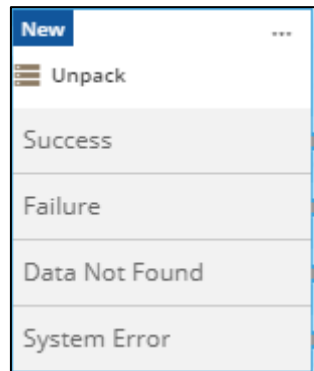 New
...
Unpack
Success
Failure
Data Not Found
System Error